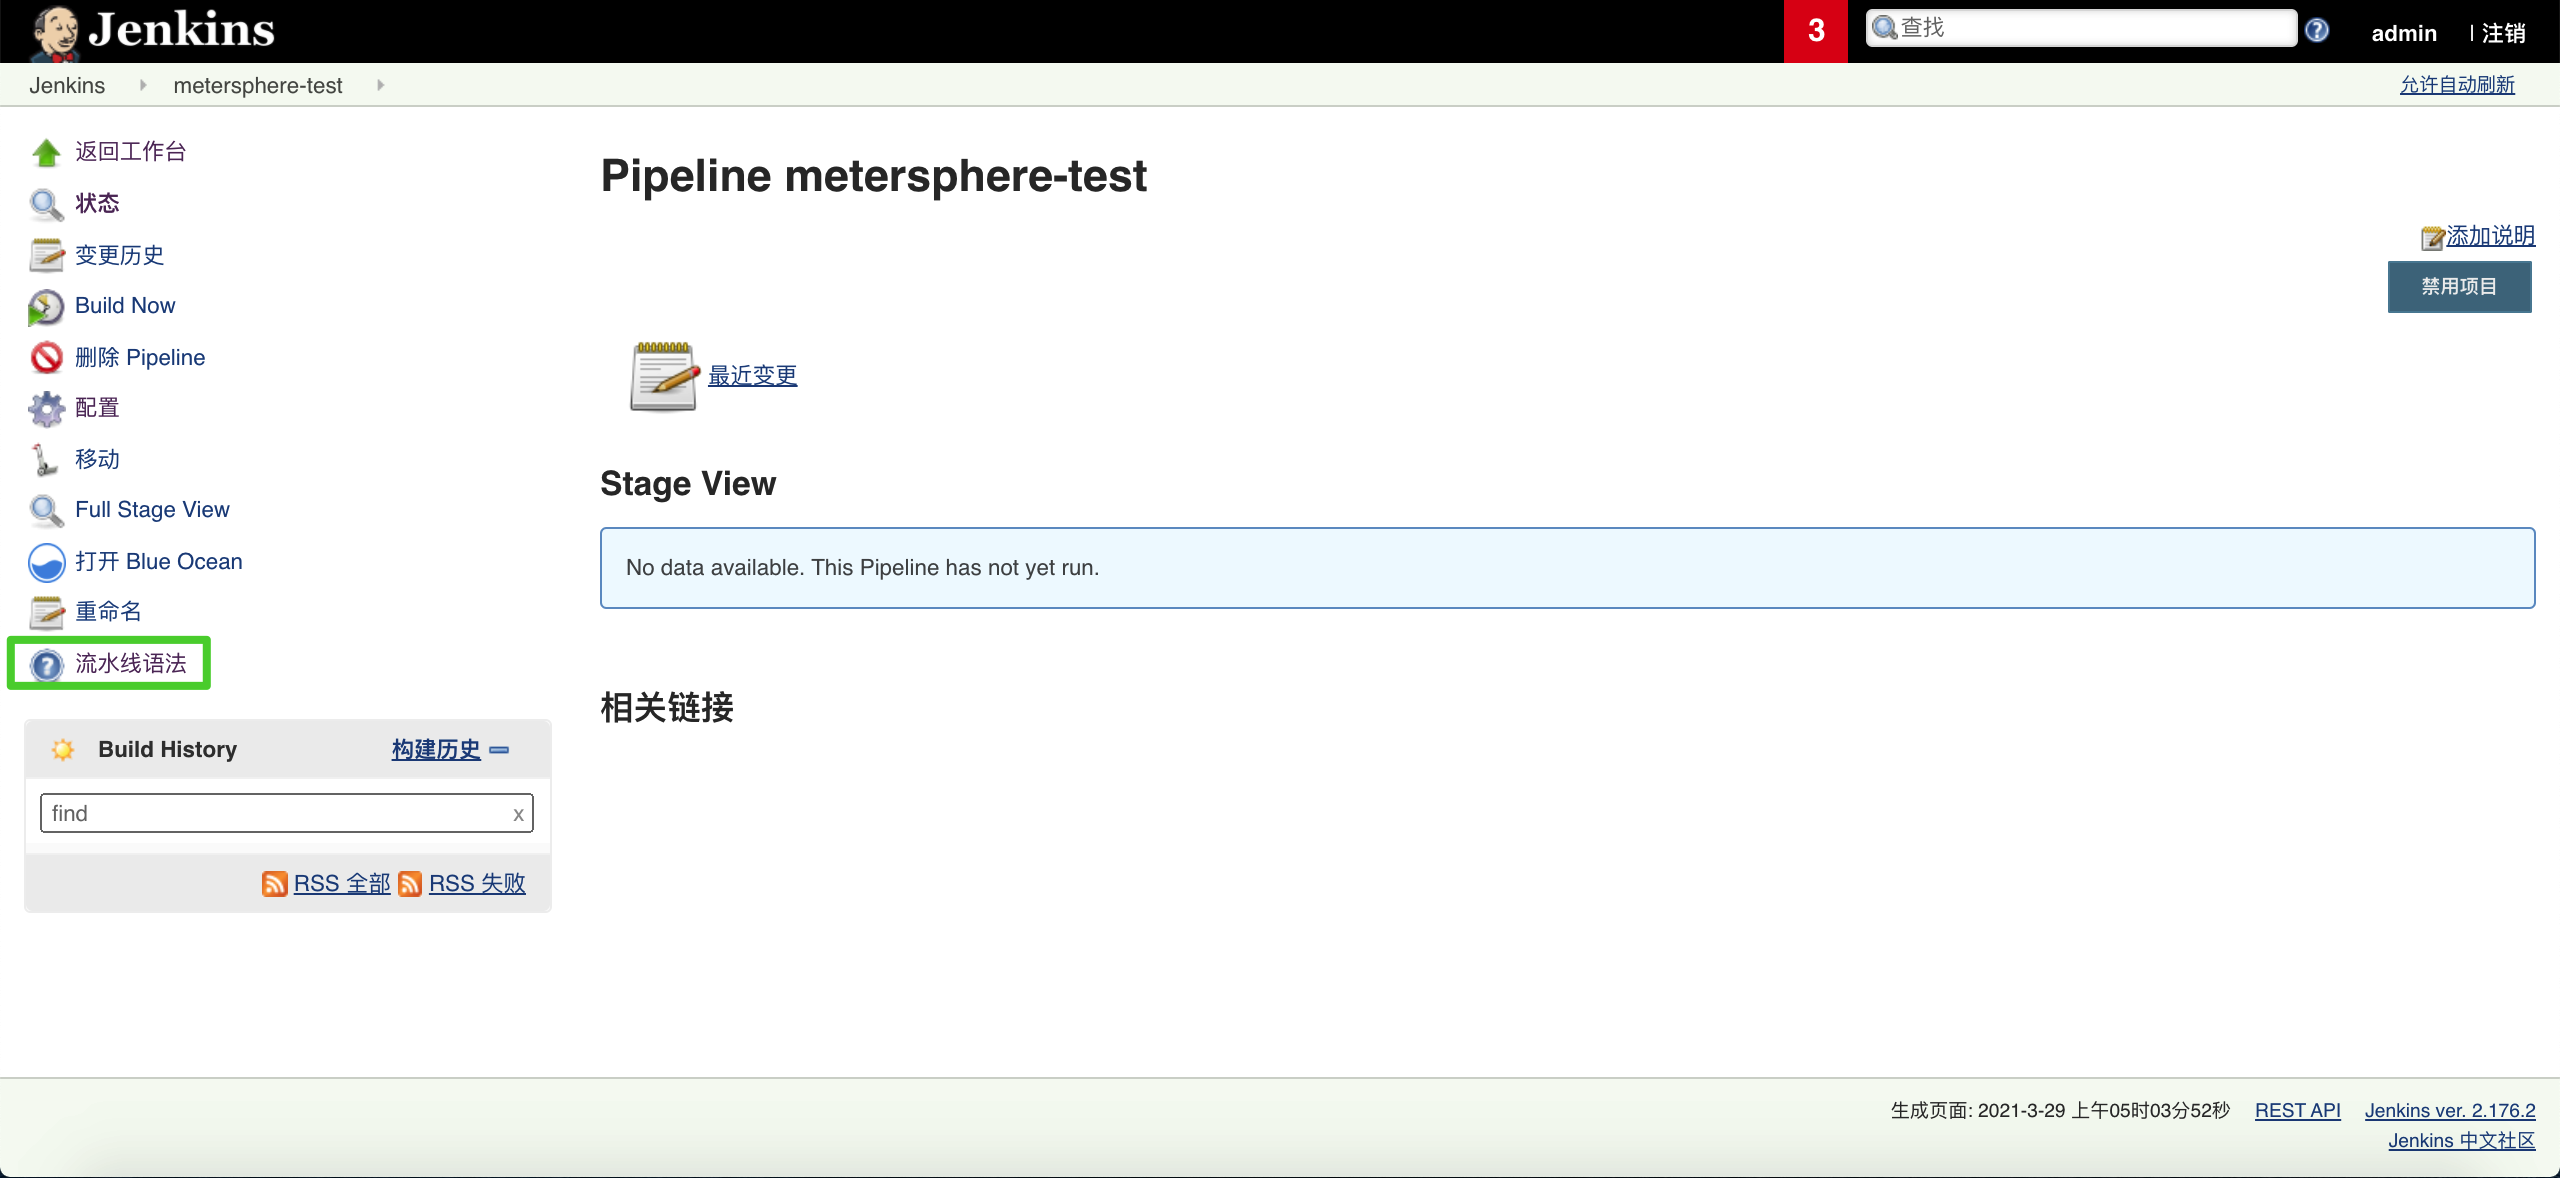 Jenkins
3
查找
admin
注销
Jenkins
metersphere-test
允许自动刷新
返回工作台
状态
变更历史
Build Now
删除 Pipeline
配置
移动
Full Stage View
打开 Blue Ocean
重命名
流水线语法
Build History
构建历史
find
x
RSS 全部
RSS 失败
Pipeline metersphere-test
添加说明
禁用项目
最近变更
Stage View
No data available. This Pipeline has not yet run.
相关链接
生成页面: 2021-3-29 上午05时03分52秒
REST API
Jenkins ver. 2.176.2
Jenkins 中文社区